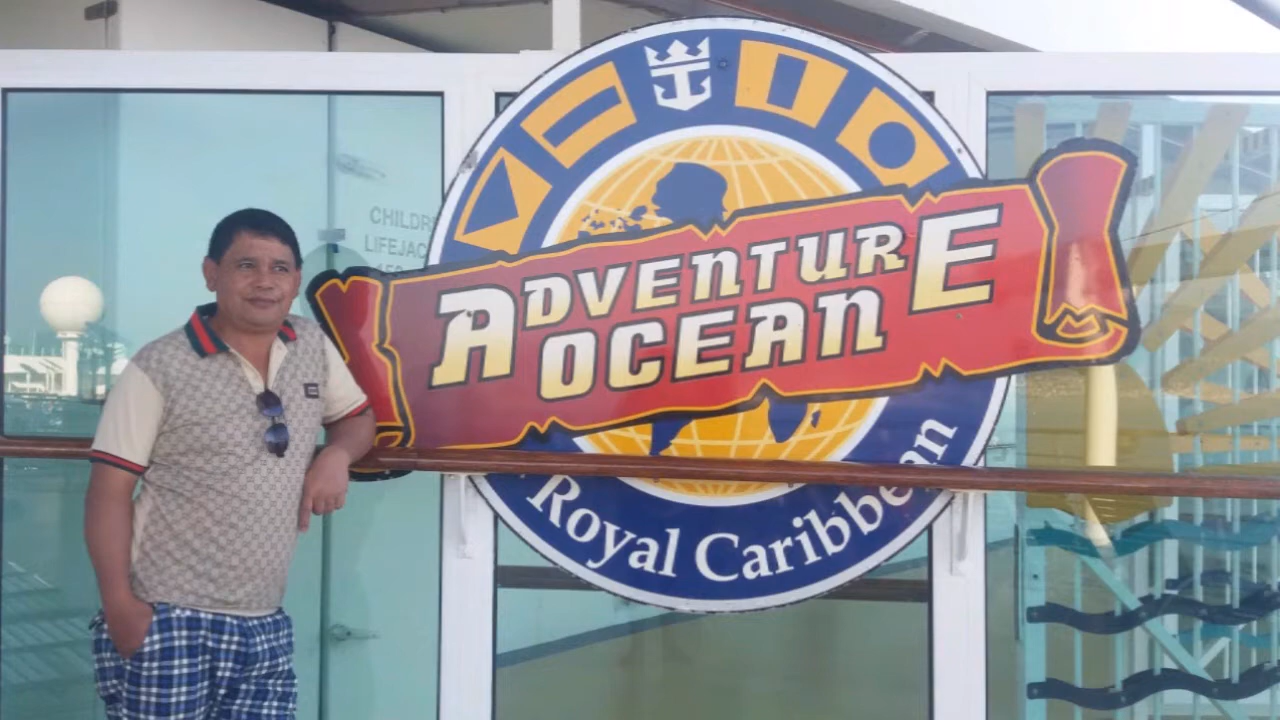 CHILDR
LIFEJAC
ADVENTURE
OCEAN
Royal Caribbean